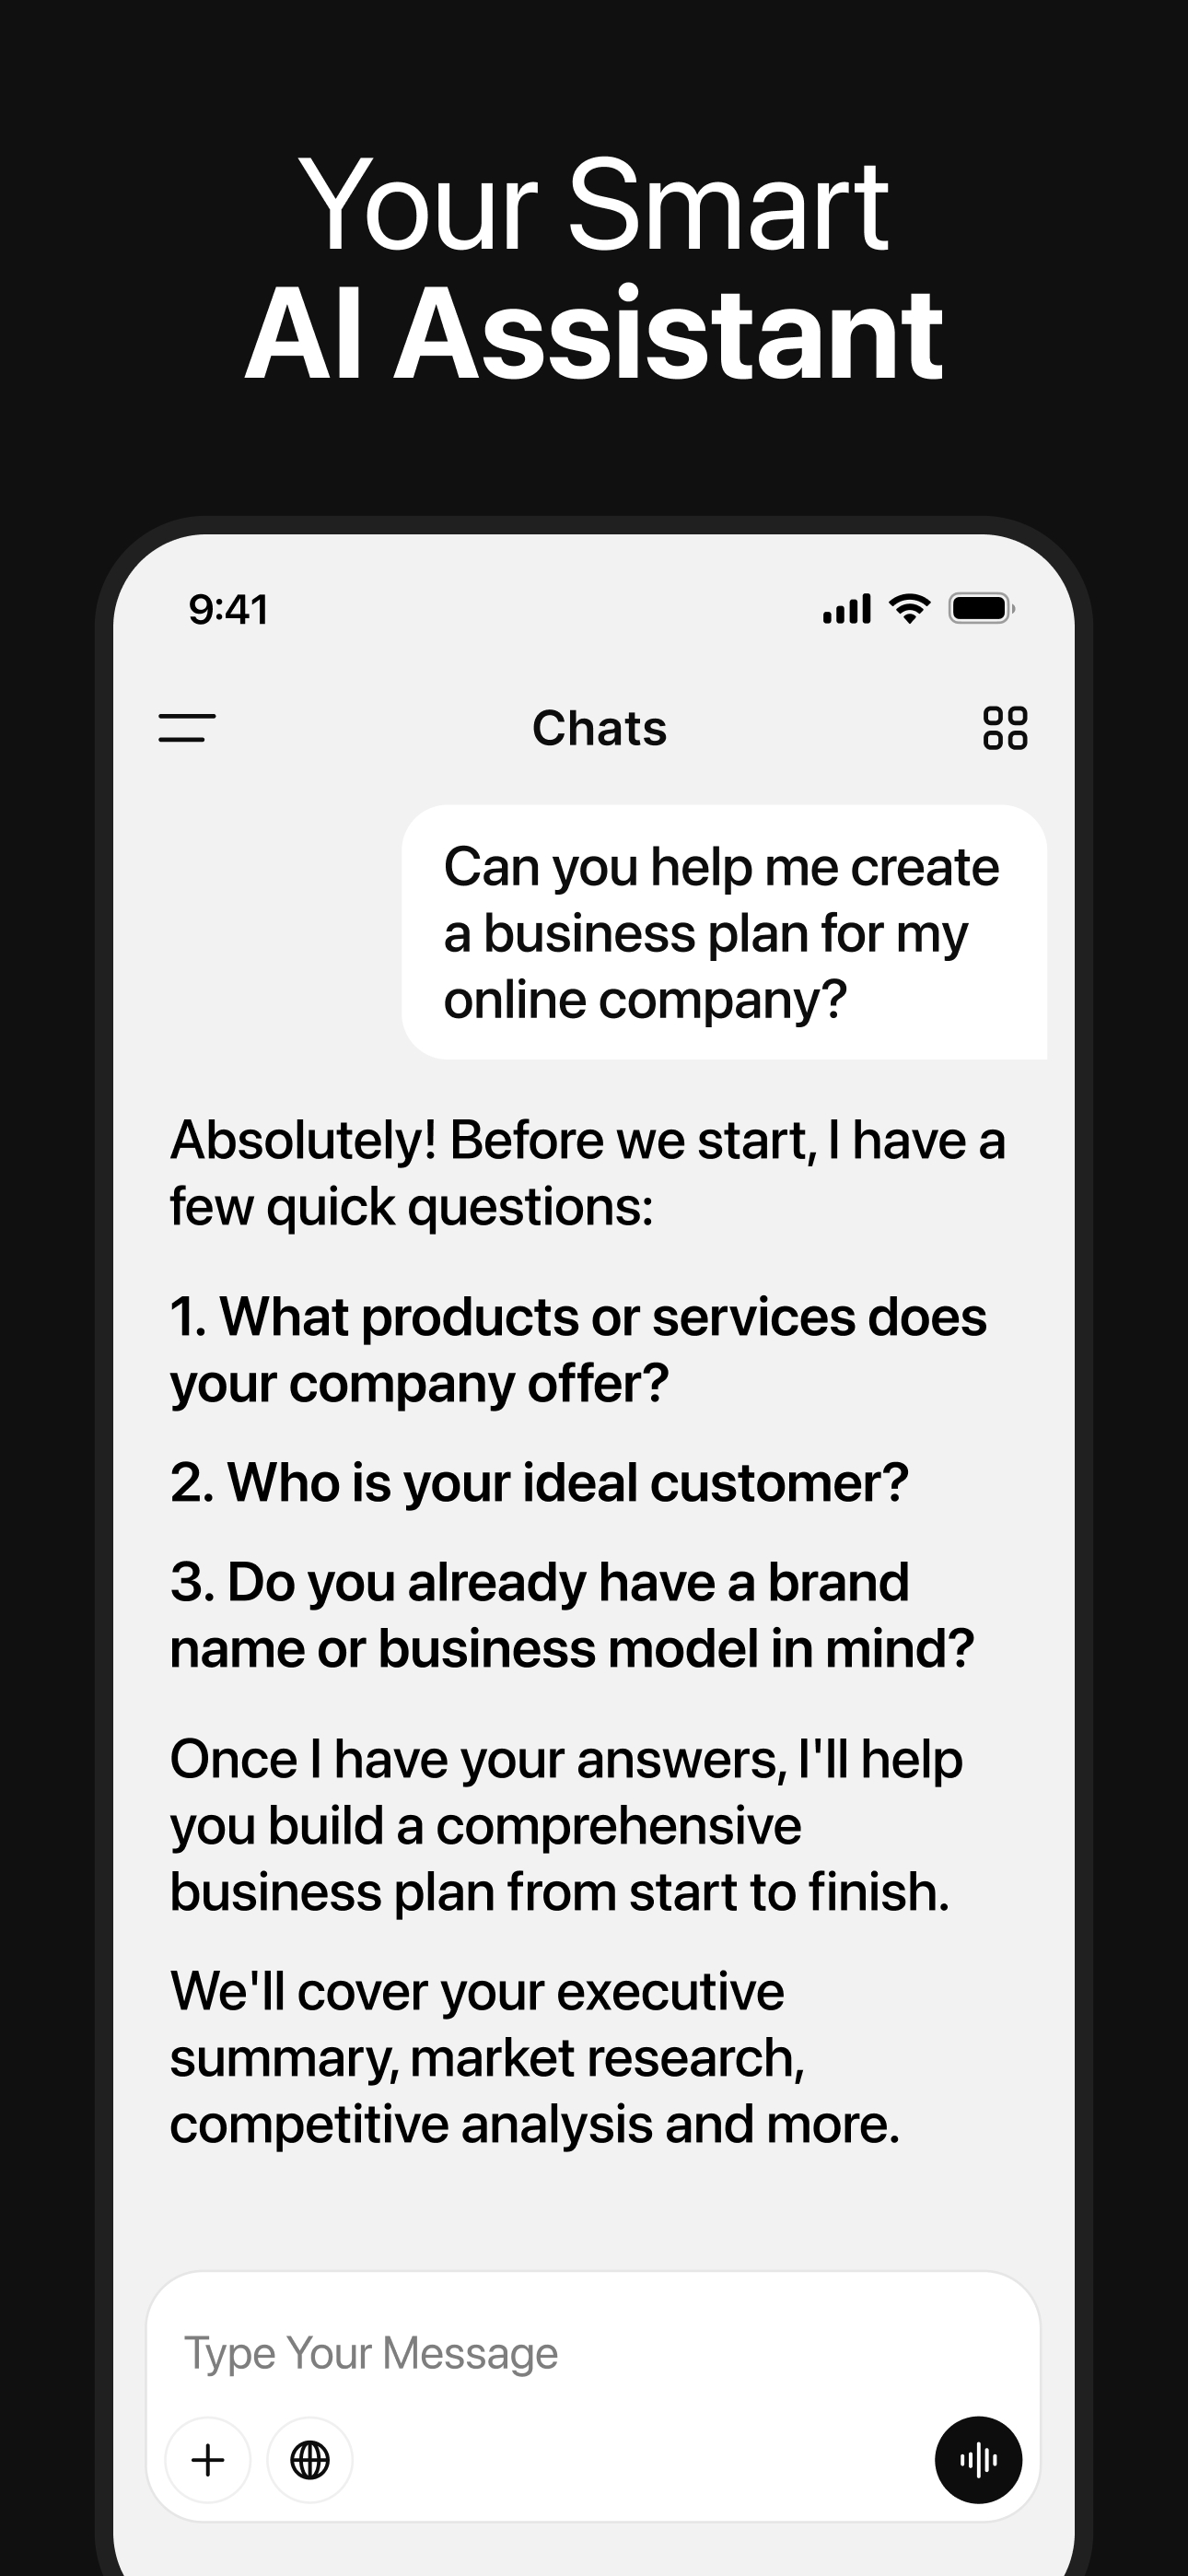 Your Smart
AI Assistant
9:41
Chats
Can you help me create
a business plan for my
online company?
Absolutely! Before we start, I have a
few quick questions:
1. What products or services does
your company offer?
2. Who is your ideal customer?
3. Do you already have a brand
name or business model in mind?
Once I have your answers, I'll help
you build a comprehensive
business plan from start to finish.
We'll cover your executive
summary, market research,
competitive analysis and more.
Type Your Message